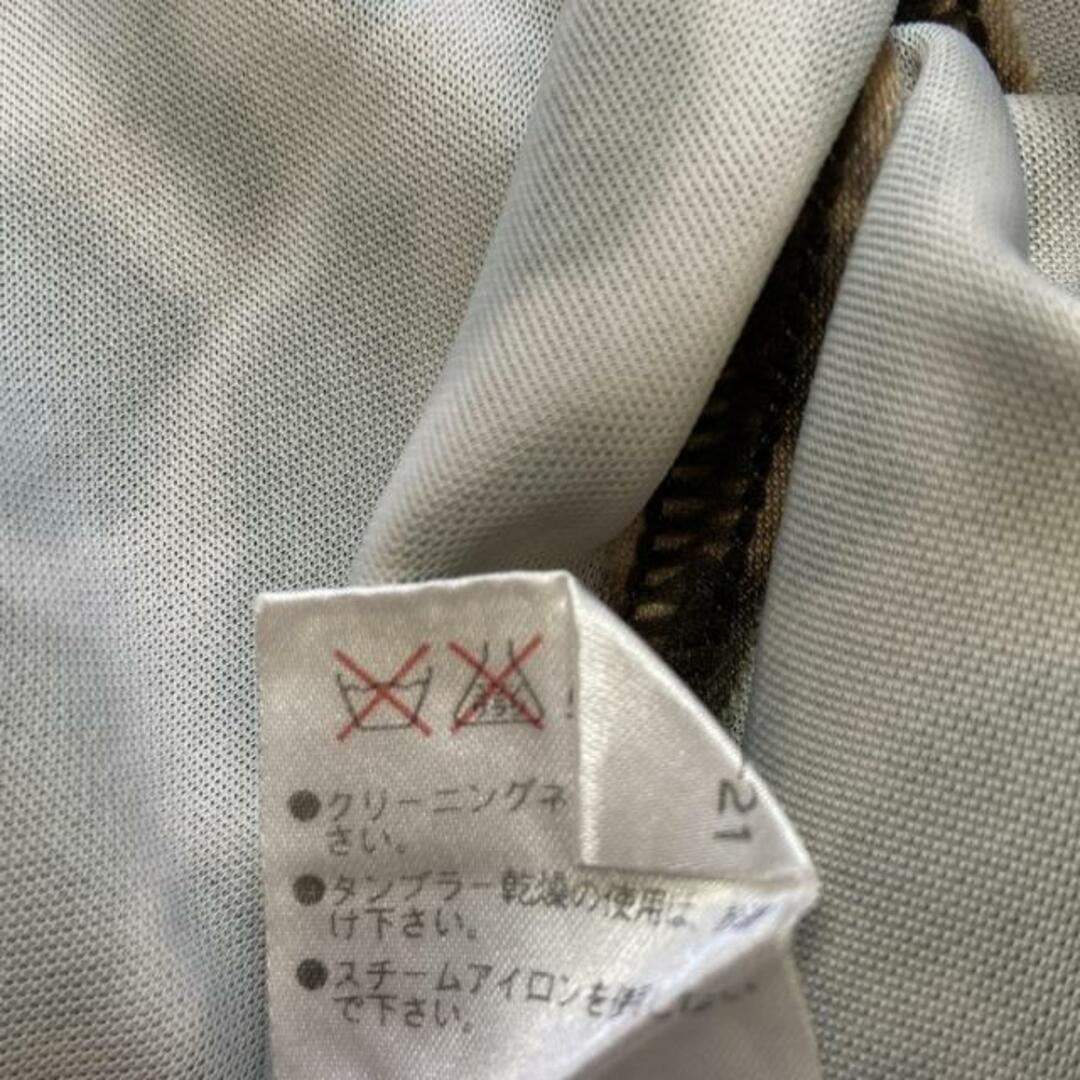 21
●クリーニングネ
さい。
●タンブラー乾燥の使用は、
け下さい。
●スチームアイロンを使
で下さい。